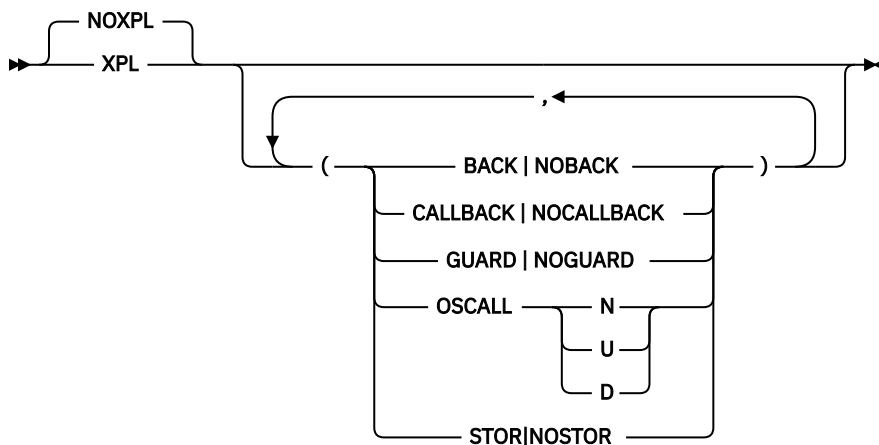 NOXPL
XPL
,
( BACK | NOBACK )
CALLBACK | NOCALLBACK
GUARD | NOGUARD
OSCALL N
U
D
STOR|NOSTOR